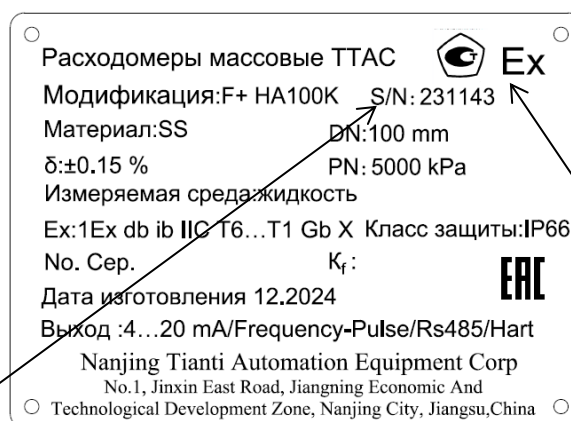 Расходомеры массовые TTAC Ex
Модификация:F+ HA100K S/N: 231143
Материал:SS DN:100 mm
δ:±0.15 % PN: 5000 kPa
Измеряемая среда:жидкость
Ex:1Ex db ib IIC T6...T1 Gb X Класс защиты:IP66
No. Сер. Kf :
EAC
Дата изготовления 12.2024
Выход :4...20 mA/Frequency-Pulse/Rs485/Hart
Nanjing Tianti Automation Equipment Corp
No.1, Jinxin East Road, Jiangning Economic And
Technological Development Zone, Nanjing City, Jiangsu,China